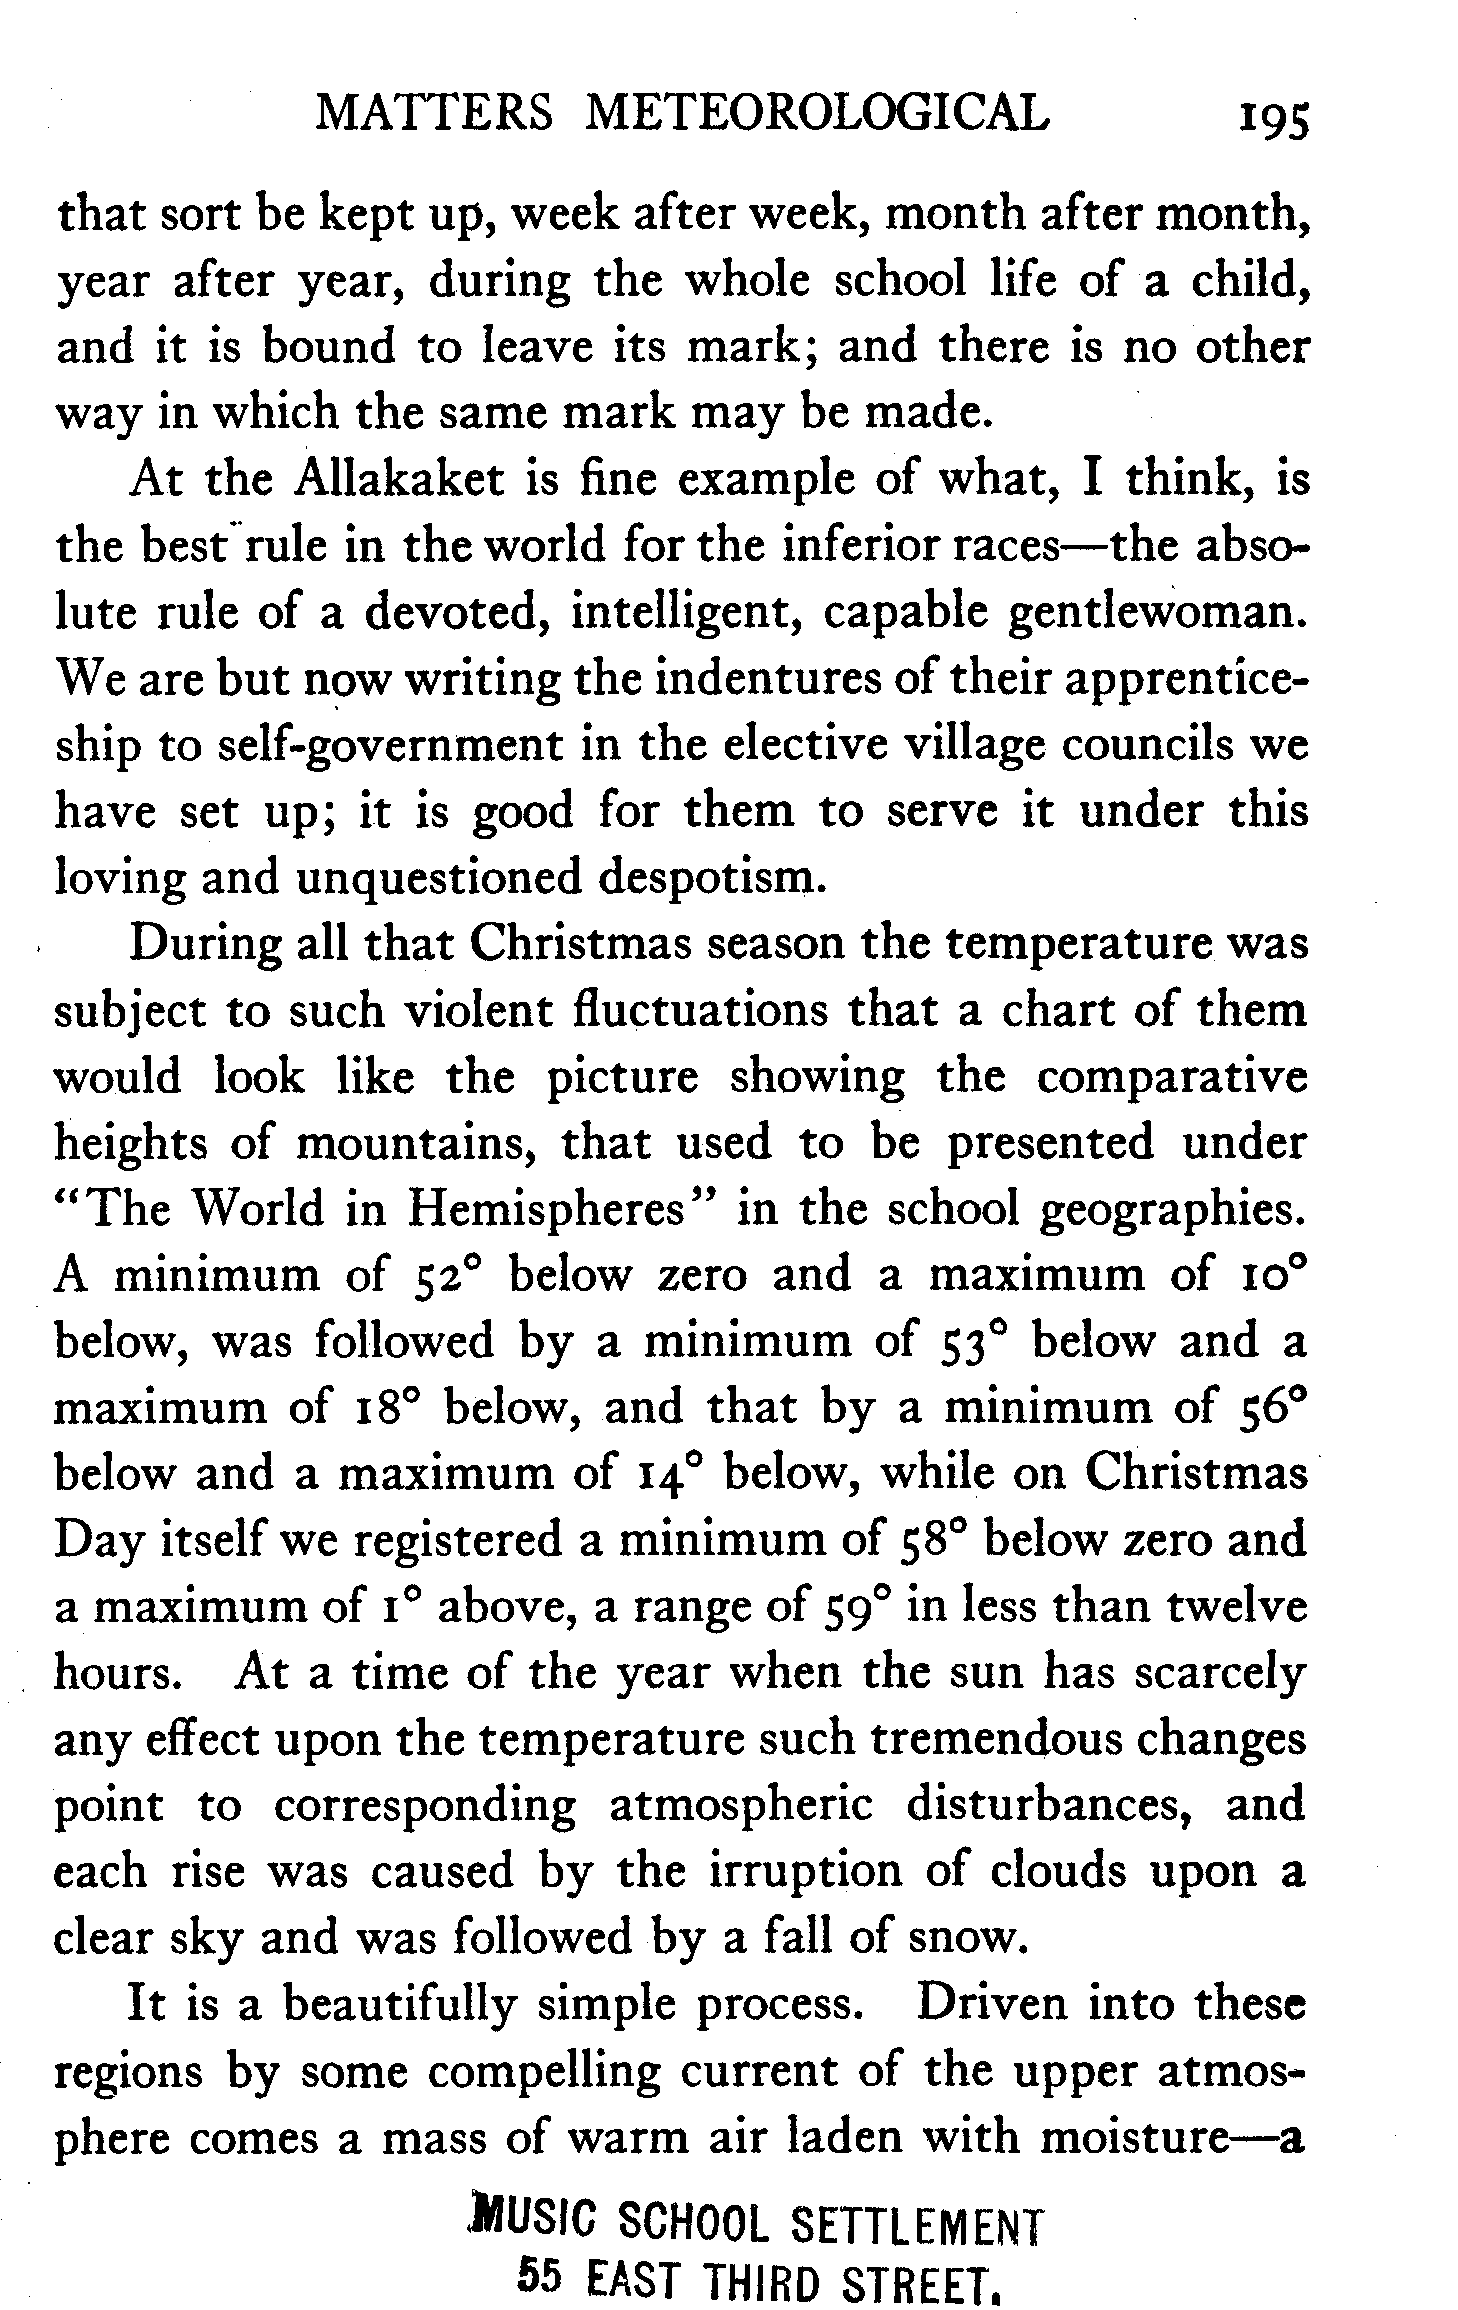 MATTERS METEOROLOGICAL 195
that sort be kept up, week after week, month after month,
year after year, during the whole school life of a child,
and it is bound to leave its mark; and there is no other
way in which the same mark may be made.
At the Allakaket is fine example of what, I think, is
the best rule in the world for the inferior races—the abso-
lute rule of a devoted, intelligent, capable gentlewoman.
We are but now writing the indentures of their apprentice-
ship to self-government in the elective village councils we
have set up; it is good for them to serve it under this
loving and unquestioned despotism.
During all that Christmas season the temperature was
subject to such violent fluctuations that a chart of them
would look like the picture showing the comparative
heights of mountains, that used to be presented under
"The World in Hemispheres" in the school geographies.
A minimum of 52° below zero and a maximum of 10°
below, was followed by a minimum of 53° below and a
maximum of 18° below, and that by a minimum of 56°
below and a maximum of 14° below, while on Christmas
Day itself we registered a minimum of 58° below zero and
a maximum of 1° above, a range of 59° in less than twelve
hours. At a time of the year when the sun has scarcely
any effect upon the temperature such tremendous changes
point to corresponding atmospheric disturbances, and
each rise was caused by the irruption of clouds upon a
clear sky and was followed by a fall of snow.
It is a beautifully simple process. Driven into these
regions by some compelling current of the upper atmos-
phere comes a mass of warm air laden with moisture—a
MUSIC SCHOOL SETTLEMENT
55 EAST THIRD STREET.